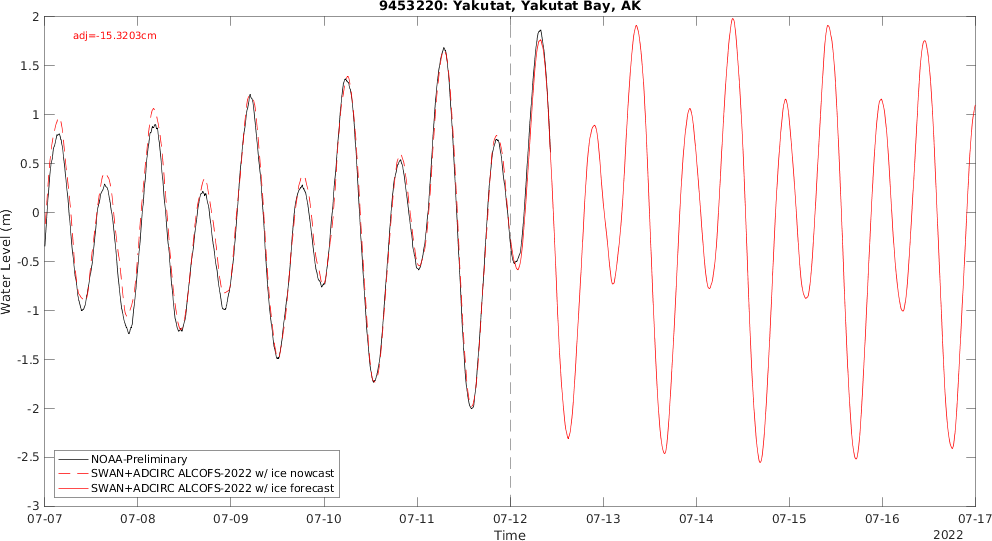 9453220: Yakutat, Yakutat Bay, AK
adj=-15.3203cm
2
1.5
1
0.5
0
-0.5
-1
-1.5
-2
-2.5
-3
Water Level (m)
NOAA-Preliminary
SWAN+ADCIRC ALCOFS-2022 w/ ice nowcast
SWAN+ADCIRC ALCOFS-2022 w/ ice forecast
07-07 07-08 07-09 07-10 07-11 07-12 07-13 07-14 07-15 07-16 07-17
Time
2022